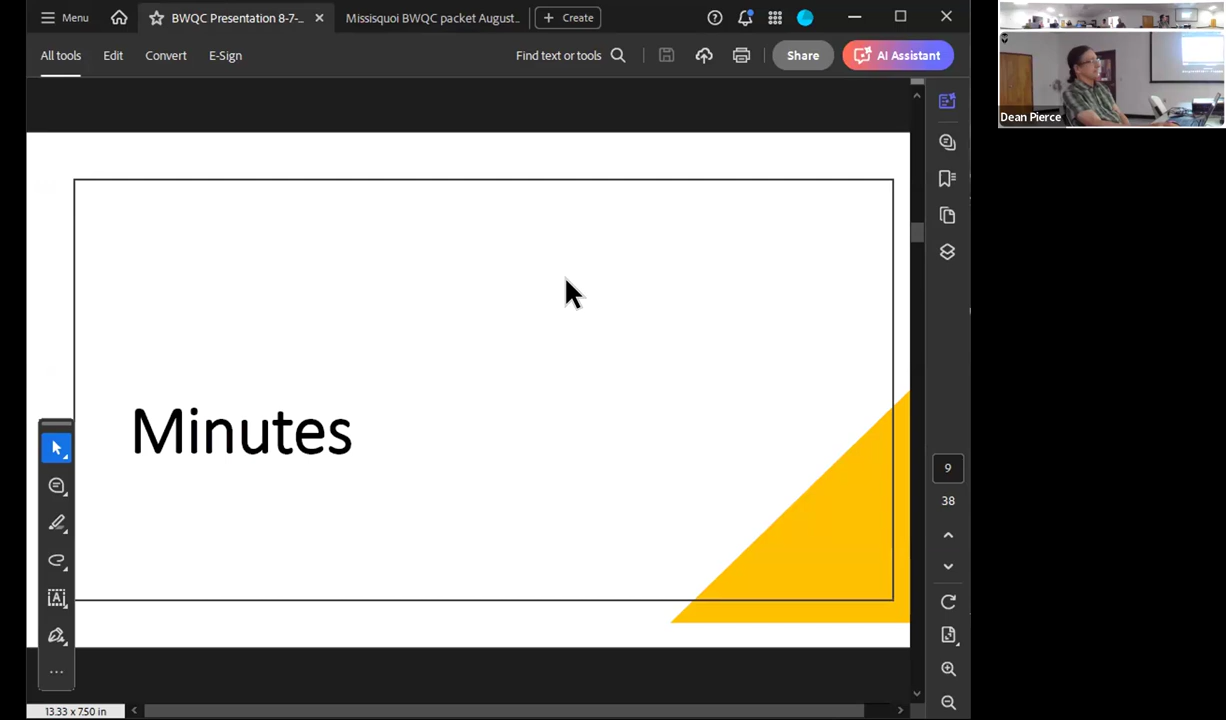 Menu
BWQC Presentation 8-7-...
Missisquoi BWQC packet August...
Create
All tools
Edit
Convert
E-Sign
Find text or tools
Share
AI Assistant
Dean Pierce
Minutes
9
38
13.33 x 7.50 in